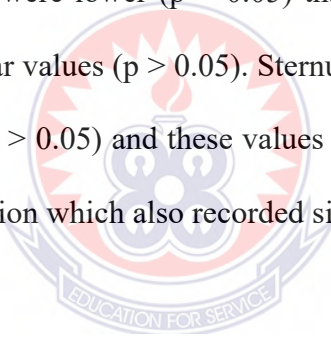 were lower (p
0.05)
ar values (p > 0.05). Sternu
> 0.05) and these values
ion which also recorded si
EDUCATION FOR SERVICE